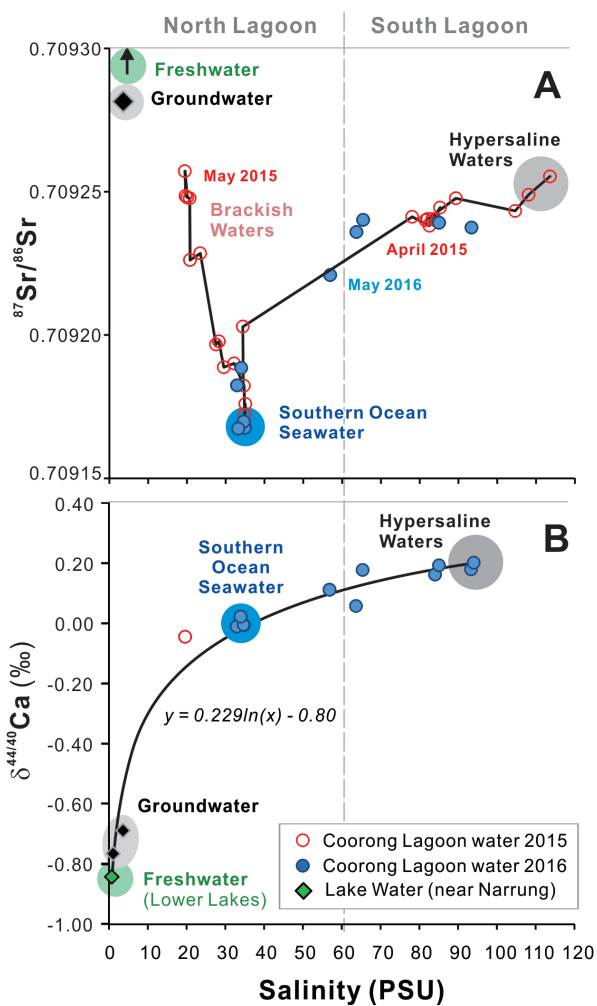 North Lagoon South Lagoon
0.70930
Freshwater
A
Groundwater
Hypersaline
Waters
May 2015
0.70925
Brackish
Waters
April 2015
87Sr/86Sr
May 2016
0.70920
Southern Ocean
Seawater
0.70915
0.40
Hypersaline
Waters
B
Southern
Ocean
Seawater
0.20
0.00
-0.20
y = 0.229ln(x) - 0.80
δ44/40Ca (‰)
-0.40
-0.60
Groundwater
Coorong Lagoon water 2015
Coorong Lagoon water 2016
Lake Water (near Narrung)
-0.80
Freshwater
(Lower Lakes)
-1.00
0 10 20 30 40 50 60 70 80 90 100 110 120
Salinity (PSU)